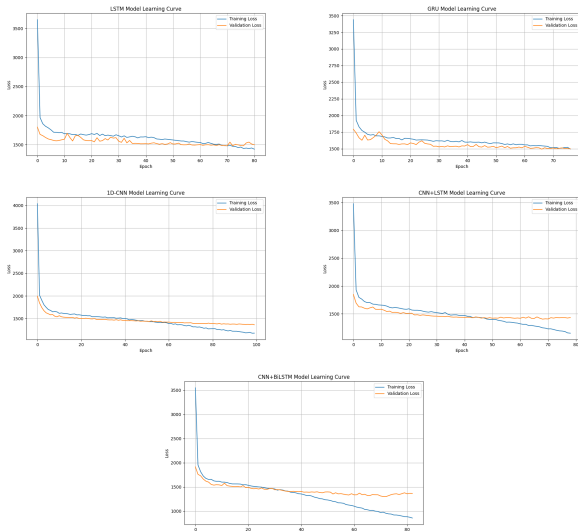 LSTM Model Learning Curve
Training Loss
Validation Loss
3500
3000
2500
2000
1500
Loss
0
10
20
30
40
50
60
70
80
Epoch
GRU Model Learning Curve
Training Loss
Validation Loss
3500
3250
3000
2750
2500
2250
2000
1750
1500
Loss
0
10
20
30
40
50
60
70
Epoch
1D-CNN Model Learning Curve
Training Loss
Validation Loss
4000
3500
3000
2500
2000
1500
Loss
0
20
40
60
80
100
Epoch
CNN+LSTM Model Learning Curve
Training Loss
Validation Loss
3500
3000
2500
2000
1500
Loss
0
10
20
30
40
50
60
70
80
Epoch
CNN+BiLSTM Model Learning Curve
Training Loss
Validation Loss
3500
3000
2500
2000
1500
1000
Loss
0
20
40
60
80